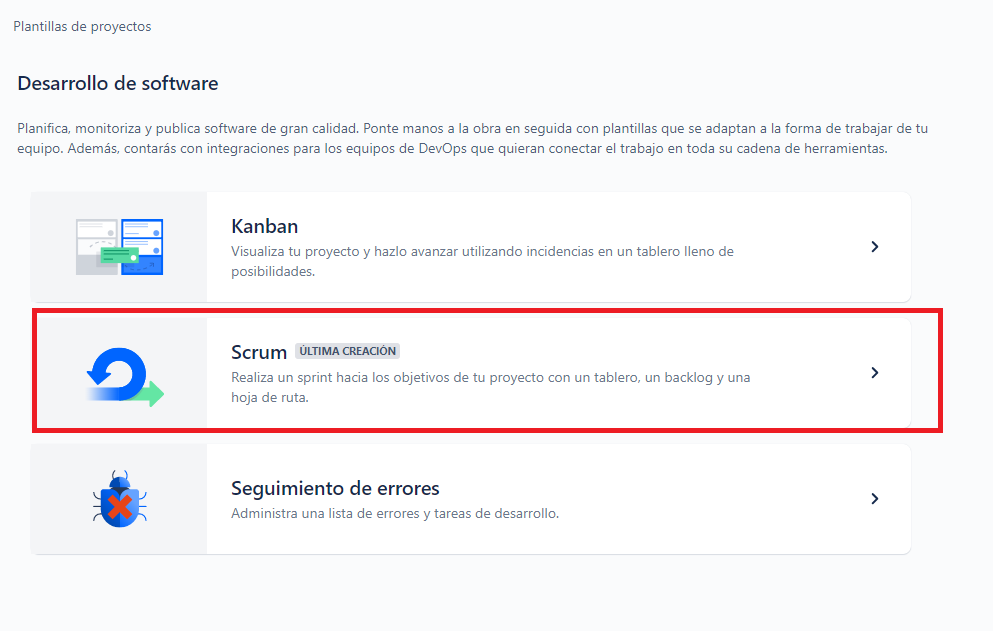 Plantillas de proyectos
Desarrollo de software
Planifica, monitoriza y publica software de gran calidad. Ponte manos a la obra en seguida con plantillas que se adaptan a la forma de trabajar de tu
equipo. Además, contarás con integraciones para los equipos de DevOps que quieran conectar el trabajo en toda su cadena de herramientas.
Kanban
Visualiza tu proyecto y hazlo avanzar utilizando incidencias en un tablero lleno de
posibilidades.
Scrum ÚLTIMA CREACIÓN
Realiza un sprint hacia los objetivos de tu proyecto con un tablero, un backlog y una
hoja de ruta.
Seguimiento de errores
Administra una lista de errores y tareas de desarrollo.